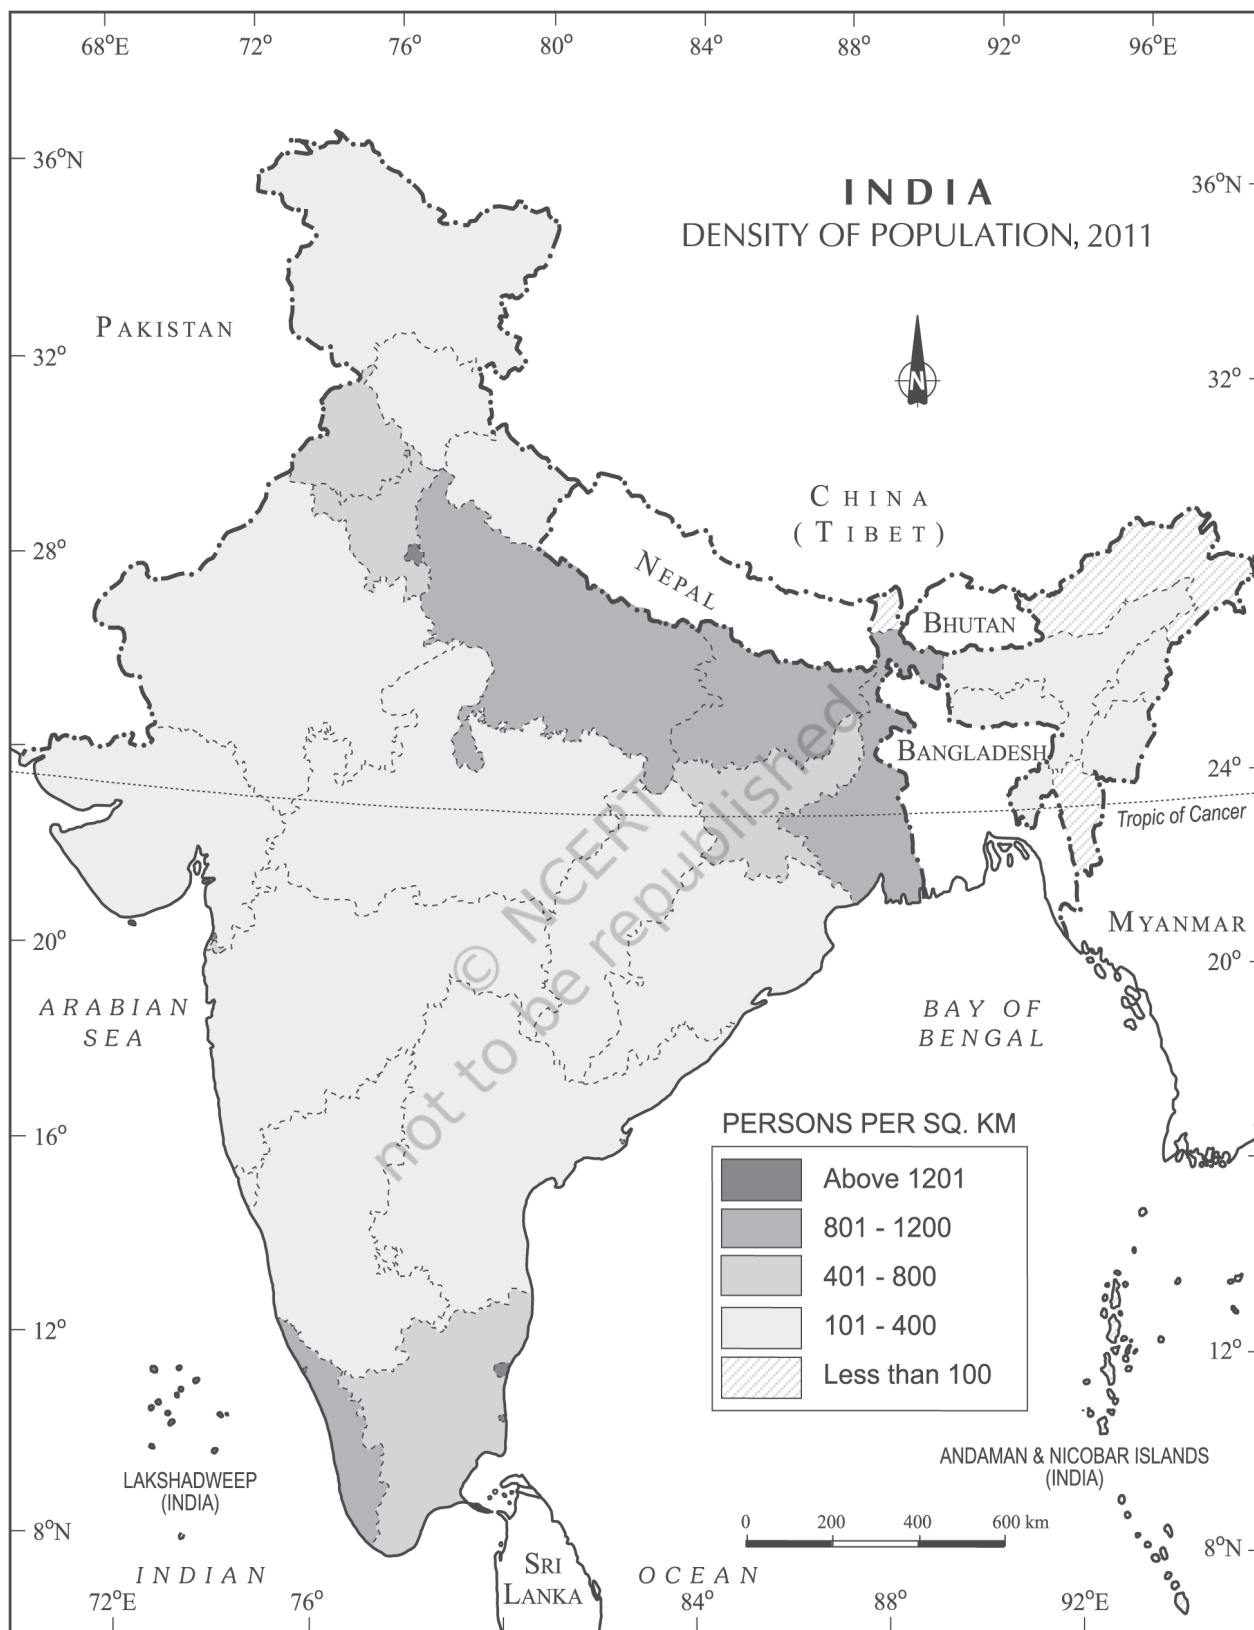 68°E 72° 76° 80° 84° 88° 92° 96°E
36°N
36°N
INDIA
DENSITY OF POPULATION, 2011
PAKISTAN
32°
32°
N
CHINA
(TIBET)
28°
NEPAL
BHUTAN
BANGLADESH
24°
Tropic of Cancer
© NCERT
not to be republished
MYANMAR
20°
20°
ARABIAN
SEA
BAY OF
BENGAL
16°
PERSONS PER SQ. KM
Above 1201
801 - 1200
401 - 800
101 - 400
Less than 100
12°
12°
LAKSHADWEEP
(INDIA)
ANDAMAN & NICOBAR ISLANDS
(INDIA)
0 200 400 600 km
8°N
8°N
SRI
LANKA
INDIAN OCEAN
72°E 76° 84° 88° 92°E